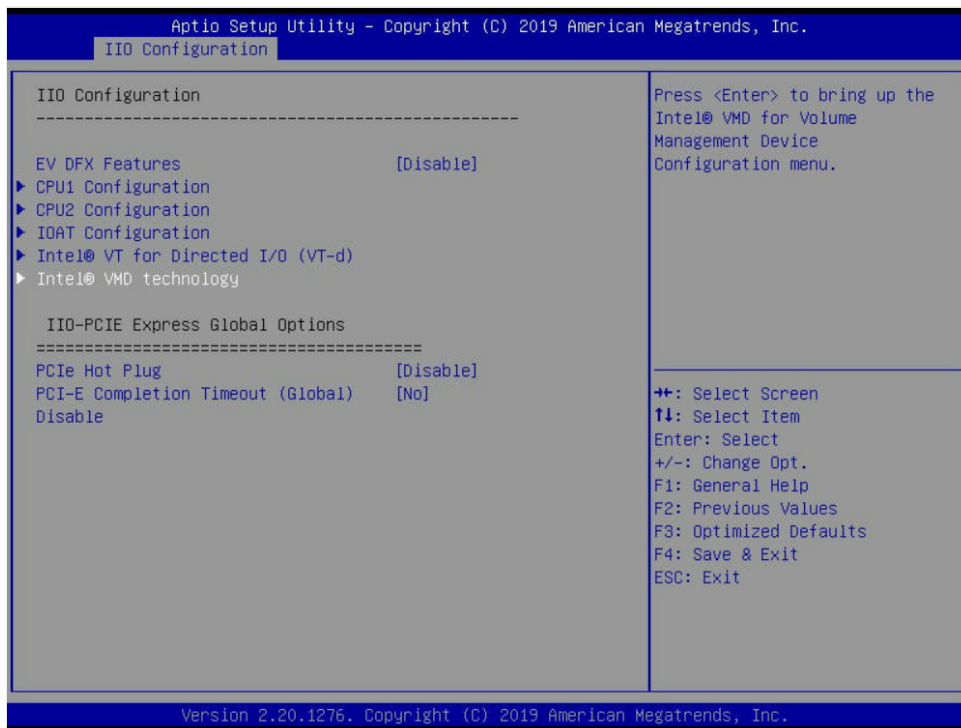 Aptio Setup Utility – Copyright (C) 2019 American Megatrends, Inc.
IIO Configuration
IIO Configuration
--------------------------------------------------
EV DFX Features [Disable]
▶ CPU1 Configuration
▶ CPU2 Configuration
▶ IOAT Configuration
▶ Intel® VT for Directed I/O (VT-d)
▶ Intel® VMD technology
IIO-PCIE Express Global Options
========================================
PCIe Hot Plug [Disable]
PCI-E Completion Timeout (Global) [No]
Disable
Press <Enter> to bring up the
Intel® VMD for Volume
Management Device
Configuration menu.
→←: Select Screen
↑↓: Select Item
Enter: Select
+/-: Change Opt.
F1: General Help
F2: Previous Values
F3: Optimized Defaults
F4: Save & Exit
ESC: Exit
Version 2.20.1276. Copyright (C) 2019 American Megatrends, Inc.